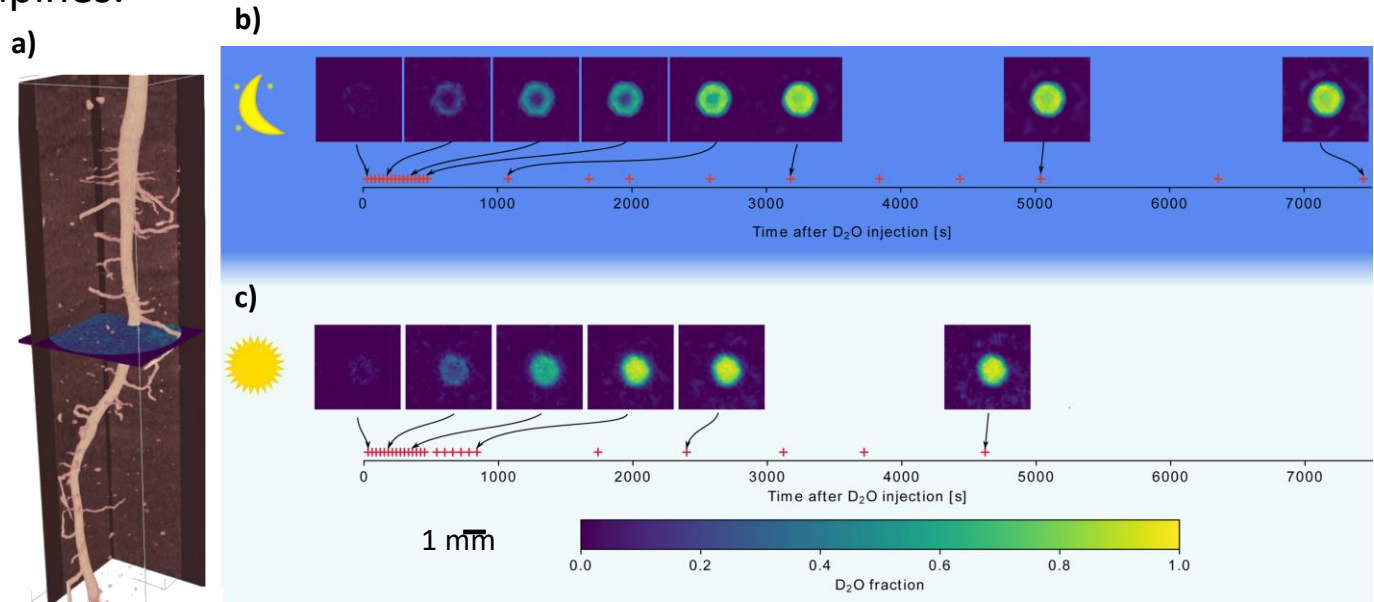 a)
b)
0 1000 2000 3000 4000 5000 6000 7000
Time after D₂O injection [s]
c)
0 1000 2000 3000 4000 5000 6000 7000
Time after D₂O injection [s]
1 mm
0.0 0.2 0.4 0.6 0.8 1.0
D₂O fraction